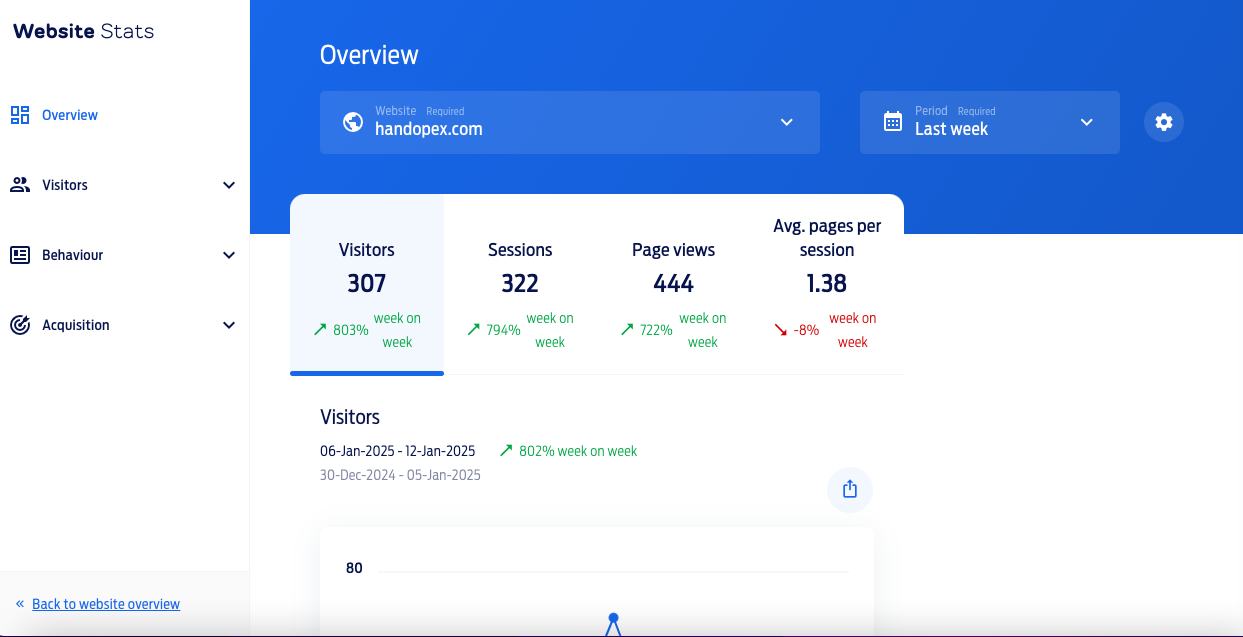 Website Stats
Overview
Visitors
Behaviour
Acquisition
« Back to website overview
Overview
Website Required
handopex.com
Period Required
Last week
Visitors
307
803% week on
week
Sessions
322
794% week on
week
Page views
444
722% week on
week
Avg. pages per
session
1.38
-8% week on
week
Visitors
06-Jan-2025 - 12-Jan-2025
802% week on week
30-Dec-2024 - 05-Jan-2025
80